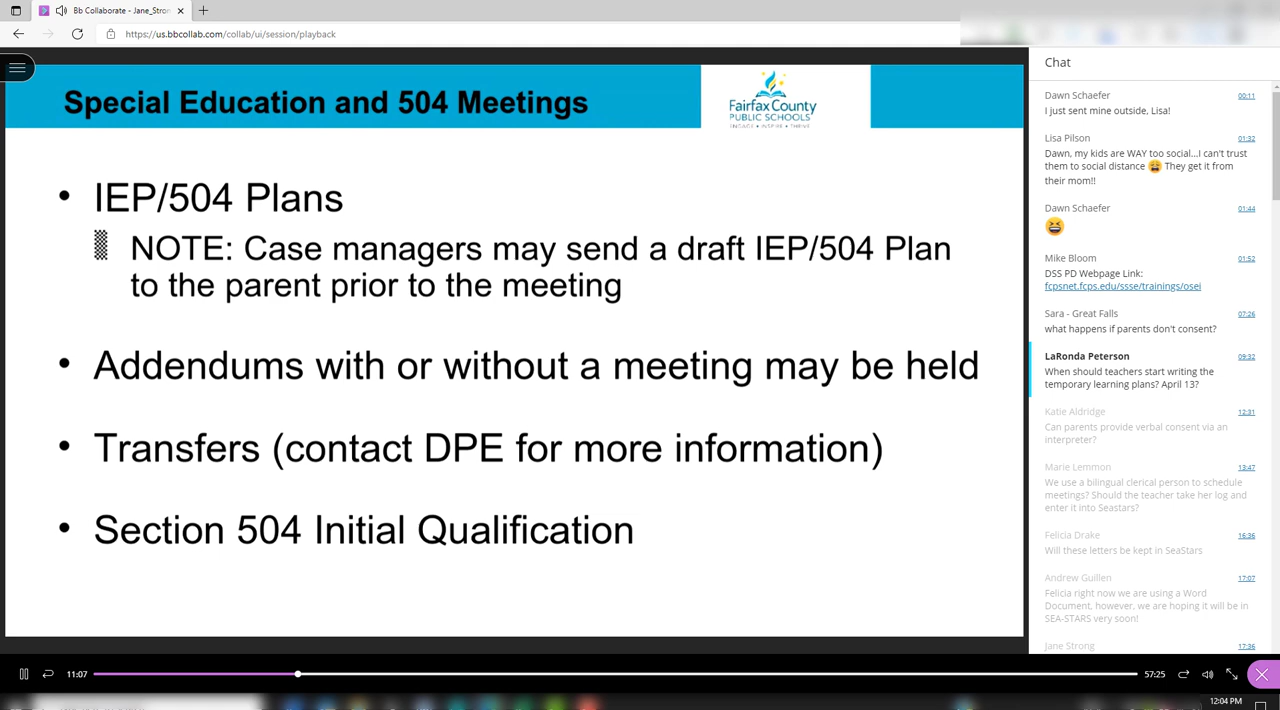 Bb Collaborate - Jane_Strong
https://us.bbcollab.com/collab/ui/session/playback
Special Education and 504 Meetings
Fairfax County
PUBLIC SCHOOLS
ENGAGE • INSPIRE • THRIVE
• IEP/504 Plans
NOTE: Case managers may send a draft IEP/504 Plan
to the parent prior to the meeting
• Addendums with or without a meeting may be held
• Transfers (contact DPE for more information)
• Section 504 Initial Qualification
Chat
Dawn Schaefer 00:11
I just sent mine outside, Lisa!
Lisa Pilson 01:32
Dawn, my kids are WAY too social...I can't trust
them to social distance 😩 They get it from
their mom!!
Dawn Schaefer 01:44
😆
Mike Bloom 01:52
DSS PD Webpage Link:
fcpsnet.fcps.edu/ssse/trainings/osei
Sara - Great Falls 07:26
what happens if parents don't consent?
LaRonda Peterson 09:32
When should teachers start writing the
temporary learning plans? April 13?
Katie Aldridge 12:31
Can parents provide verbal consent via an
interpreter?
Marie Lemmon 13:47
We use a bilingual clerical person to schedule
meetings? Should the teacher take her log and
enter it into Seastars?
Felicia Drake 16:36
Will these letters be kept in SeaStars
Andrew Guillen 17:07
Felicia right now we are using a Word
Document, however, we are hoping it will be in
SEA-STARS very soon!
Jane Strong 17:36
11:07
57:25
12:04 PM